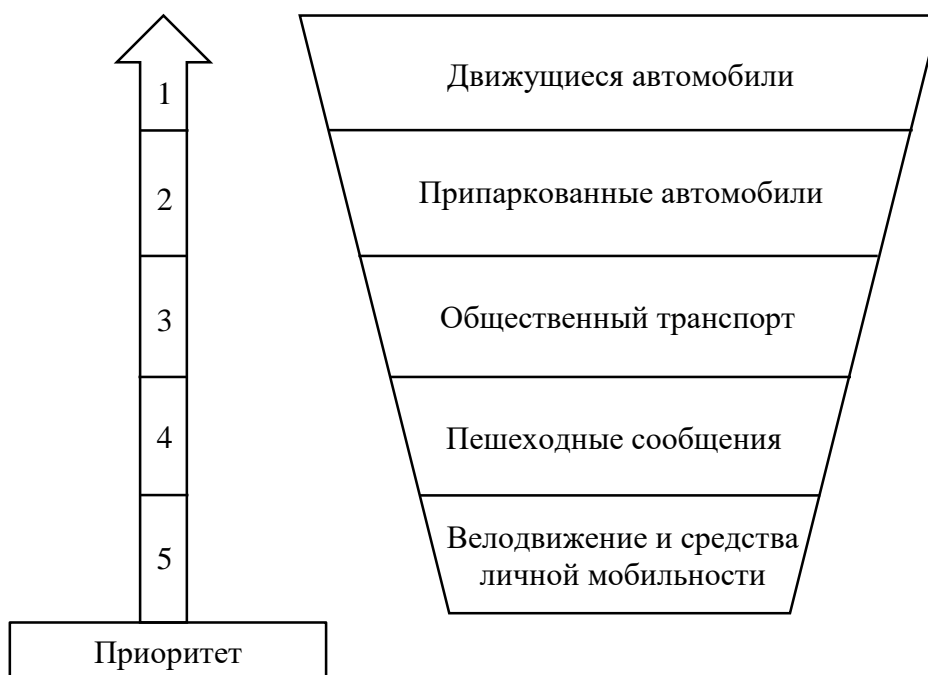 1
Движущиеся автомобили
2
Припаркованные автомобили
3
Общественный транспорт
4
Пешеходные сообщения
5
Велодвижение и средства
личной мобильности
Приоритет